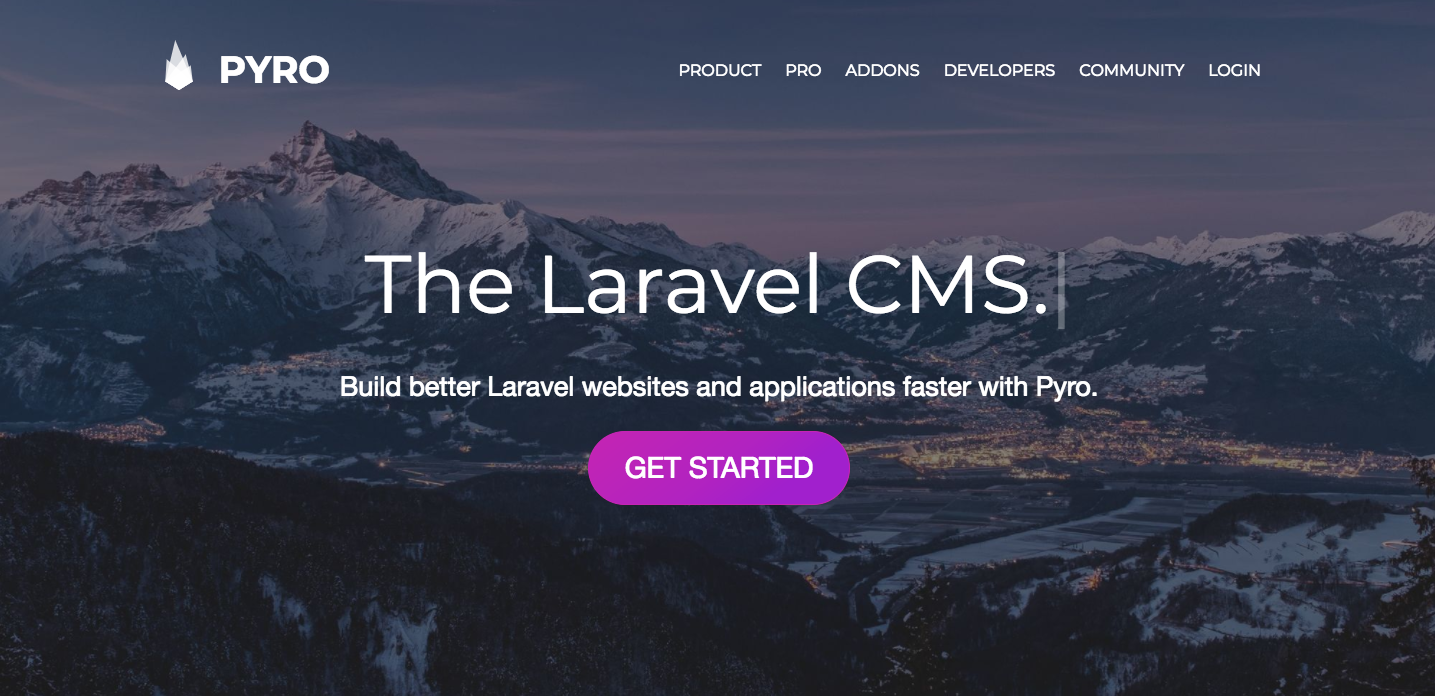 PYRO
PRODUCT PRO ADDONS DEVELOPERS COMMUNITY LOGIN
The Laravel CMS.
Build better Laravel websites and applications faster with Pyro.
GET STARTED